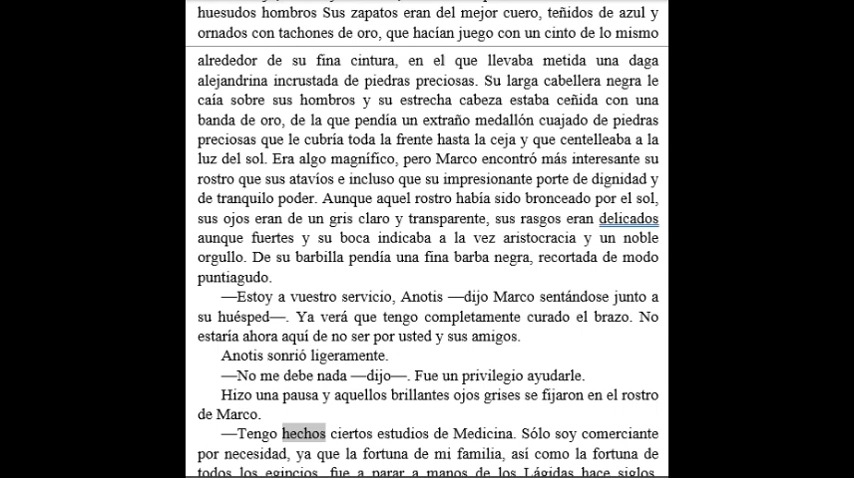 huesudos hombros Sus zapatos eran del mejor cuero, teñidos de azul y
ornados con tachones de oro, que hacían juego con un cinto de lo mismo
alrededor de su fina cintura, en el que llevaba metida una daga
alejandrina incrustada de piedras preciosas. Su larga cabellera negra le
caía sobre sus hombros y su estrecha cabeza estaba ceñida con una
banda de oro, de la que pendía un extraño medallón cuajado de piedras
preciosas que le cubría toda la frente hasta la ceja y que centelleaba a la
luz del sol. Era algo magnífico, pero Marco encontró más interesante su
rostro que sus atavíos e incluso que su impresionante porte de dignidad y
de tranquilo poder. Aunque aquel rostro había sido bronceado por el sol,
sus ojos eran de un gris claro y transparente, sus rasgos eran delicados
aunque fuertes y su boca indicaba a la vez aristocracia y un noble
orgullo. De su barbilla pendía una fina barba negra, recortada de modo
puntiagudo.
—Estoy a vuestro servicio, Anotis —dijo Marco sentándose junto a
su huésped—. Ya verá que tengo completamente curado el brazo. No
estaría ahora aquí de no ser por usted y sus amigos.
Anotis sonrió ligeramente.
—No me debe nada —dijo—. Fue un privilegio ayudarle.
Hizo una pausa y aquellos brillantes ojos grises se fijaron en el rostro
de Marco.
—Tengo hechos ciertos estudios de Medicina. Sólo soy comerciante
por necesidad, ya que la fortuna de mi familia, así como la fortuna de
todos los egipcios, fue a parar a manos de los Lágidas hace siglos.